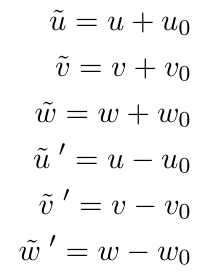 ũ = u + u₀
ṽ = v + v₀
w̃ = w + w₀
ũ ′ = u − u₀
ṽ ′ = v − v₀
w̃ ′ = w − w₀